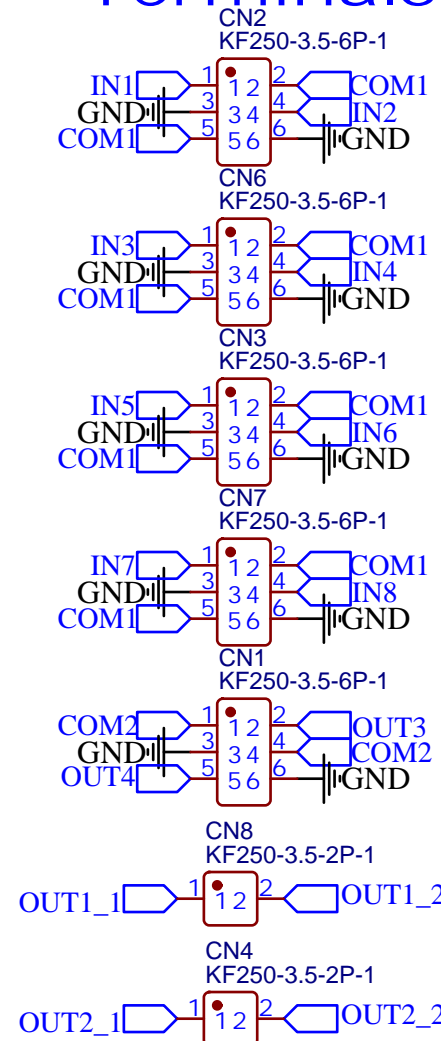 Terminals
CN2
KF250-3.5-6P-1
IN1 1 1 2 2 COM1
GND 3 3 4 4 IN2
COM1 5 5 6 6 GND
CN6
KF250-3.5-6P-1
IN3 1 1 2 2 COM1
GND 3 3 4 4 IN4
COM1 5 5 6 6 GND
CN3
KF250-3.5-6P-1
IN5 1 1 2 2 COM1
GND 3 3 4 4 IN6
COM1 5 5 6 6 GND
CN7
KF250-3.5-6P-1
IN7 1 1 2 2 COM1
GND 3 3 4 4 IN8
COM1 5 5 6 6 GND
CN1
KF250-3.5-6P-1
COM2 1 1 2 2 OUT3
GND 3 3 4 4 COM2
OUT4 5 5 6 6 GND
CN8
KF250-3.5-2P-1
OUT1_1 1 1 2 2 OUT1_2
CN4
KF250-3.5-2P-1
OUT2_1 1 1 2 2 OUT2_2